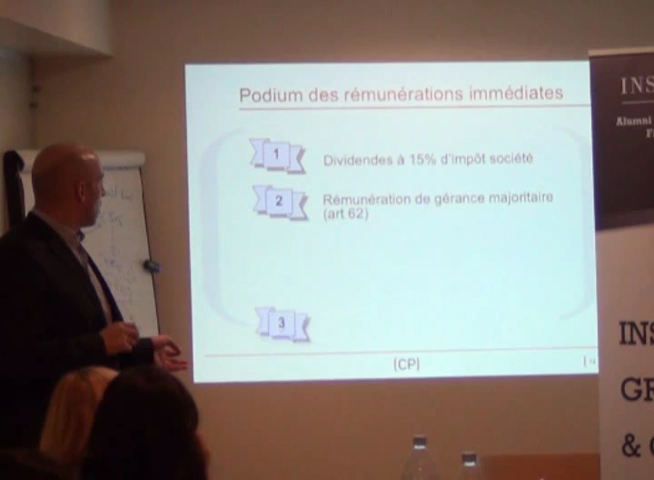 Podium des rémunérations immédiates
1
Dividendes à 15% d'impôt société
2
Rémunération de gérance majoritaire
(art 62)
3
[CP]
INS
Alumni
INS
GR
&